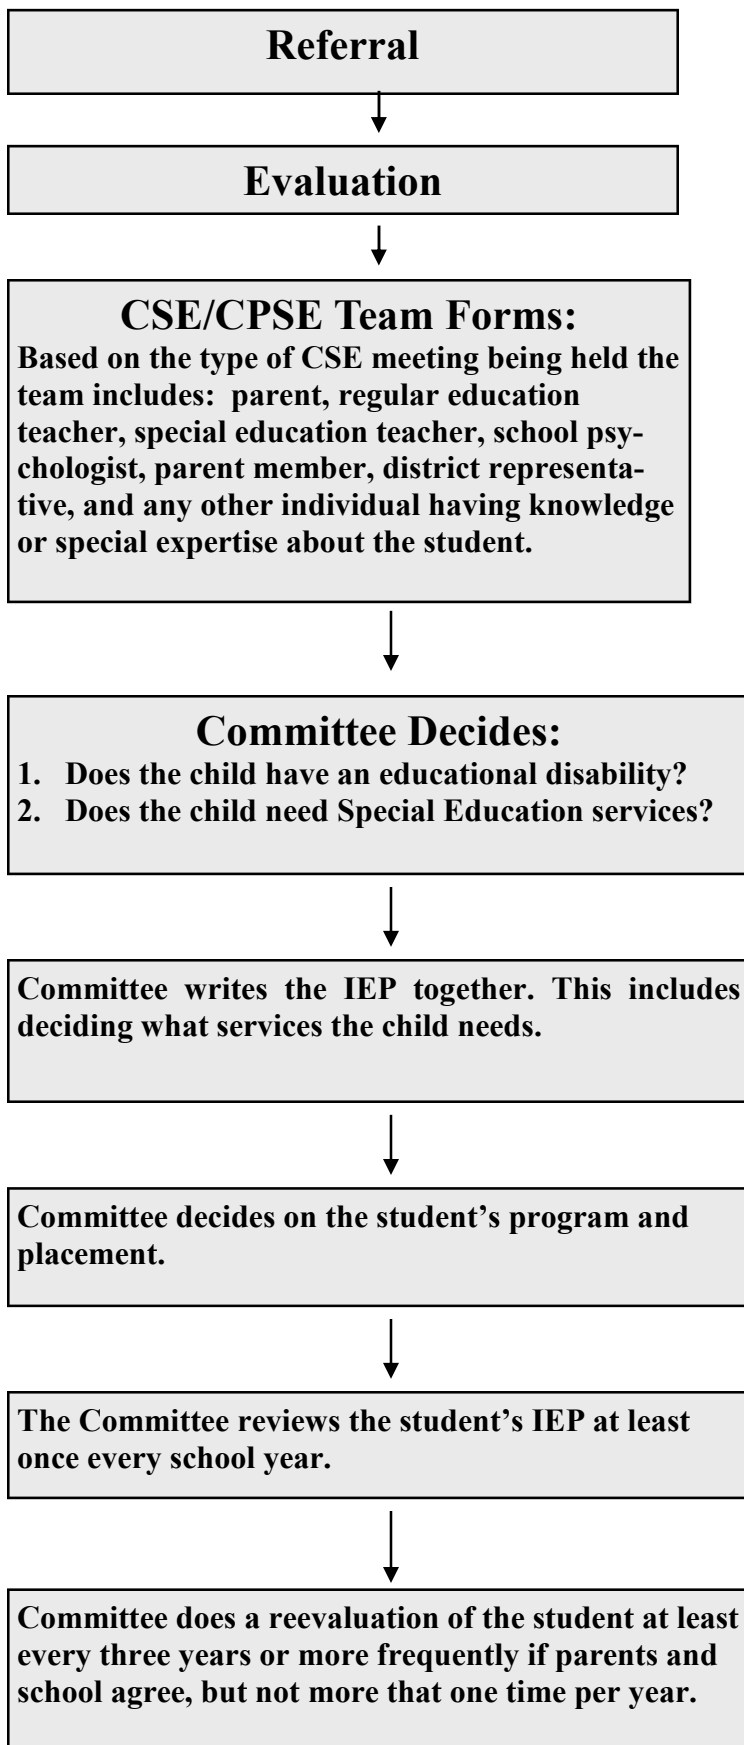 Referral
Evaluation
CSE/CPSE Team Forms:
Based on the type of CSE meeting being held the
team includes:  parent, regular education
teacher, special education teacher, school psy-
chologist, parent member, district representa-
tive, and any other individual having knowledge
or special expertise about the student.
Committee Decides:
1. Does the child have an educational disability?
2. Does the child need Special Education services?
Committee writes the IEP together. This includes
deciding what services the child needs.
Committee decides on the student’s program and
placement.
The Committee reviews the student’s IEP at least
once every school year.
Committee does a reevaluation of the student at least
every three years or more frequently if parents and
school agree, but not more that one time per year.